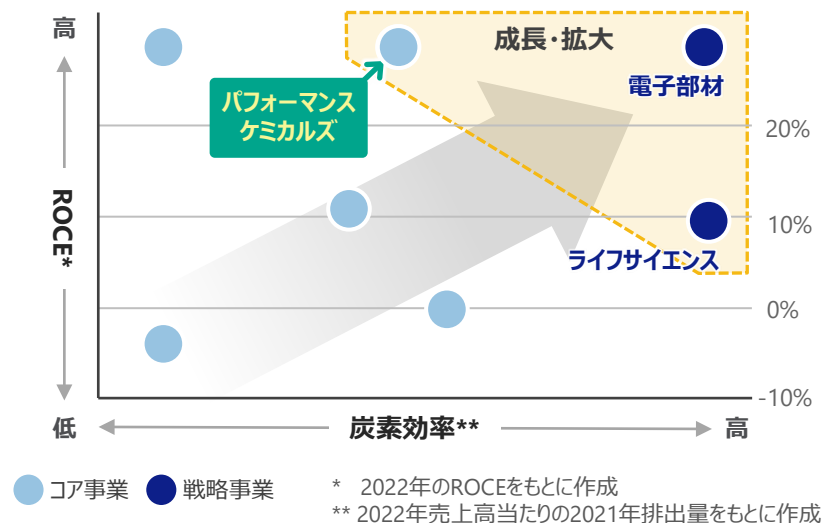 高
成長・拡大
電子部材
パフォーマンス
ケミカルズ
20%
ROCE*
10%
ライフサイエンス
0%
-10%
低
炭素効率**
高
コア事業
戦略事業
* 2022年のROCEをもとに作成
** 2022年売上高当たりの2021年排出量をもとに作成